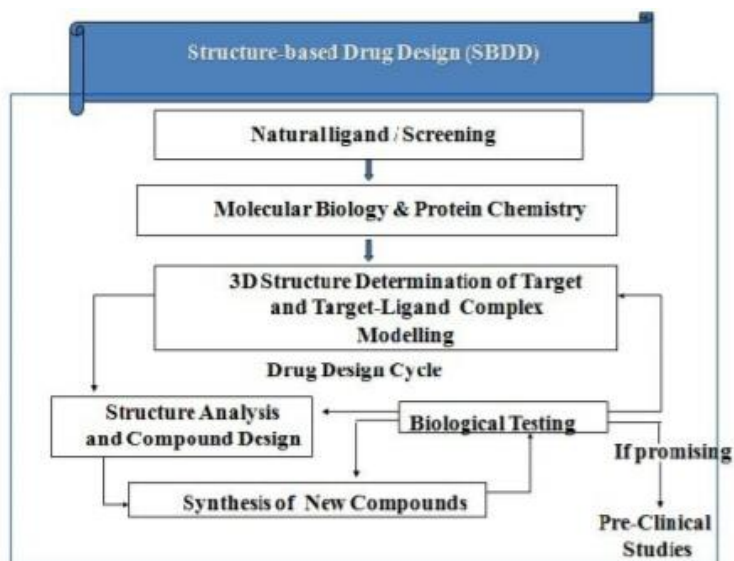 Structure-based Drug Design (SBDD)
Natural ligand / Screening
Molecular Biology & Protein Chemistry
3D Structure Determination of Target
and Target-Ligand Complex
Modelling
Drug Design Cycle
Structure Analysis
and Compound Design
Biological Testing
If promising
Synthesis of New Compounds
Pre-Clinical
Studies